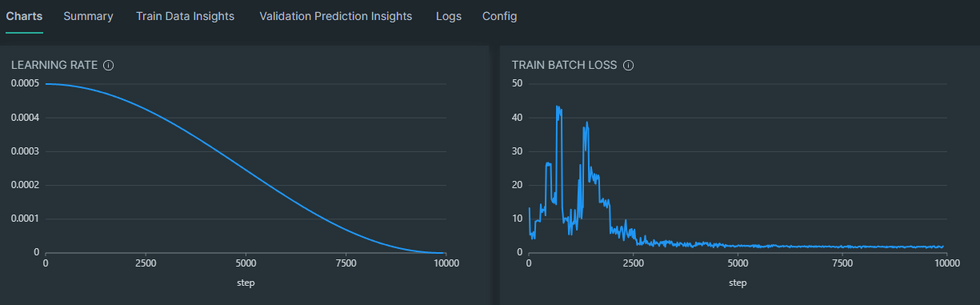 Charts Summary Train Data Insights Validation Prediction Insights Logs Config
LEARNING RATE
0.0005
0.0004
0.0003
0.0002
0.0001
0
0 2500 5000 7500 10000
step
TRAIN BATCH LOSS
50
40
30
20
10
0
0 2500 5000 7500 10000
step